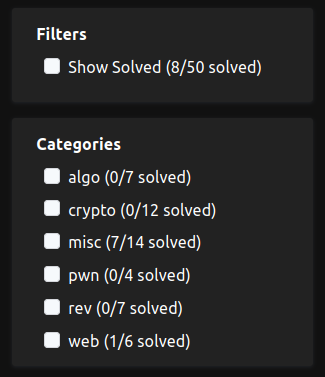 Filters
Show Solved (8/50 solved)
Categories
algo (0/7 solved)
crypto (0/12 solved)
misc (7/14 solved)
pwn (0/4 solved)
rev (0/7 solved)
web (1/6 solved)